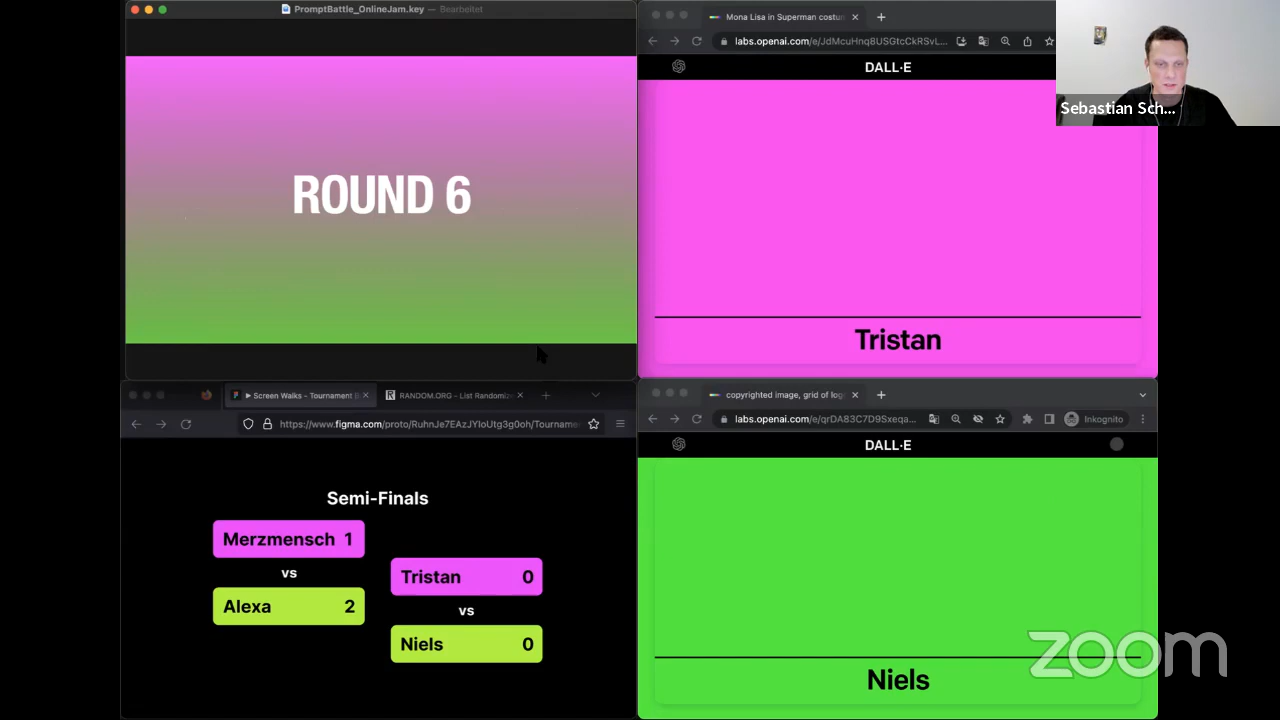 PromptBattle_OnlineJam.key — Bearbeitet
ROUND 6
Mona Lisa in Superman costum
labs.openai.com/e/JdMcuHnq8USGtcCkRSvL...
DALL·E
Tristan
Sebastian Sch...
Screen Walks - Tournament
RANDOM.ORG - List Randomize
https://www.figma.com/proto/RuhnJe7EAzJYIoUtg3g0oh/Tourname
Semi-Finals
Merzmensch 1
vs
Alexa 2
Tristan 0
vs
Niels 0
copyrighted image, grid of log
labs.openai.com/e/qrDA83C7D9Sxeqa...
Inkognito
DALL·E
Niels
zoom